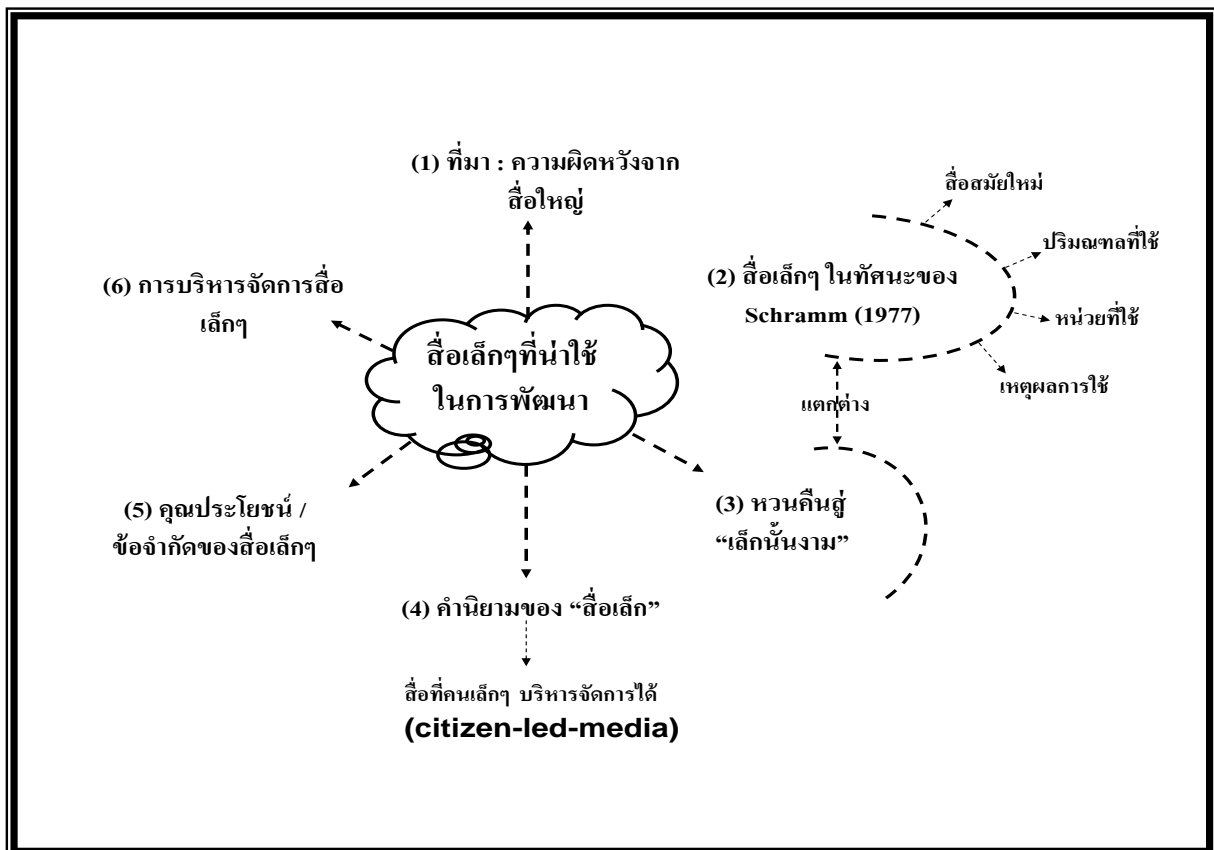 (1) ที่มา : ความผิดหวังจาก
สื่อใหญ่
สื่อสมัยใหม่
ปริมณฑลที่ใช้
(2) สื่อเล็กๆ ในทัศนะของ
Schramm (1977)
หน่วยที่ใช้
เหตุผลการใช้
(6) การบริหารจัดการสื่อ
เล็กๆ
สื่อเล็กๆที่น่าใช้
ในการพัฒนา
แตกต่าง
(3) หวนคืนสู่
“เล็กนั้นงาม”
(5) คุณประโยชน์ /
ข้อจำกัดของสื่อเล็กๆ
(4) คำนิยามของ “สื่อเล็ก”
สื่อที่คนเล็กๆ บริหารจัดการได้
(citizen-led-media)